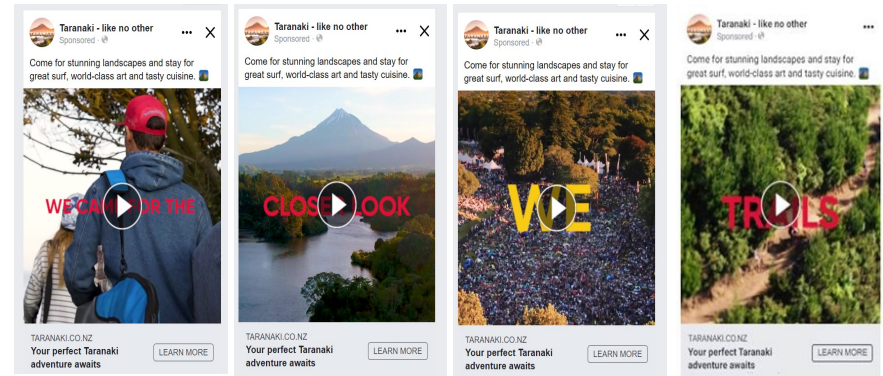 Taranaki - like no other
Sponsored ·
Come for stunning landscapes and stay for
great surf, world-class art and tasty cuisine.
WE CAME FOR THE
TARANAKI.CO.NZ
Your perfect Taranaki
adventure awaits
LEARN MORE
Taranaki - like no other
Sponsored ·
Come for stunning landscapes and stay for
great surf, world-class art and tasty cuisine.
CLOSER LOOK
TARANAKI.CO.NZ
Your perfect Taranaki
adventure awaits
LEARN MORE
Taranaki - like no other
Sponsored ·
Come for stunning landscapes and stay for
great surf, world-class art and tasty cuisine.
WE
TARANAKI.CO.NZ
Your perfect Taranaki
adventure awaits
LEARN MORE
Taranaki - like no other
Sponsored ·
Come for stunning landscapes and stay for
great surf, world-class art and tasty cuisine.
TRAILS
TARANAKI.CO.NZ
Your perfect Taranaki
adventure awaits
LEARN MORE